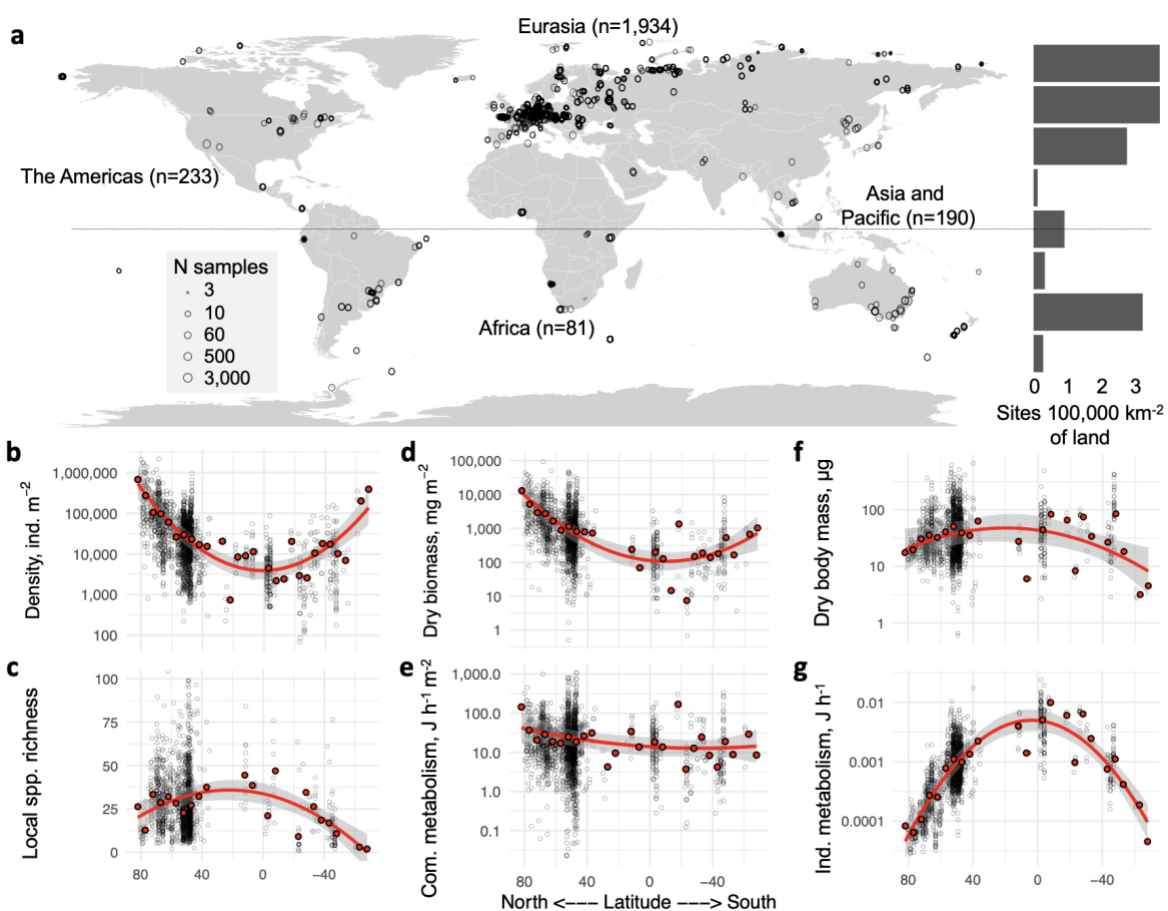 a
Eurasia (n=1,934)
The Americas (n=233)
Asia and
Pacific (n=190)
Africa (n=81)
N samples
3
10
60
500
3,000
0 1 2 3
Sites 100,000 km-2
of land
b
Density, ind. m-2
1,000,000
100,000
10,000
1,000
100
d
Dry biomass, mg m-2
100,000
10,000
1,000
100
10
1
f
Dry body mass, µg
100
10
1
c
Local spp. richness
100
75
50
25
0
80 40 0 -40
e
Com. metabolism, J h-1 m-2
1,000.0
100.0
10.0
1.0
0.1
80 40 0 -40
North <--- Latitude ---> South
g
Ind. metabolism, J h-1
0.01
0.001
0.0001
80 40 0 -40